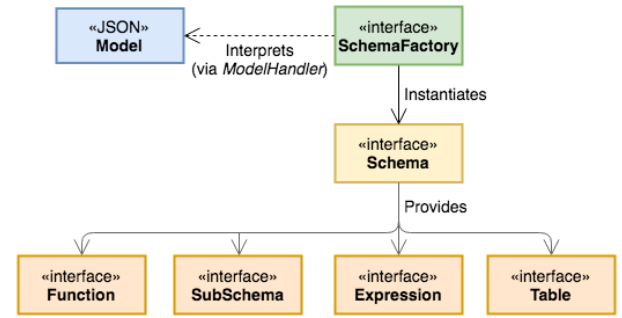 «JSON»
Model
Interprets
(via ModelHandler)
«interface»
SchemaFactory
Instantiates
«interface»
Schema
Provides
«interface»
Function
«interface»
SubSchema
«interface»
Expression
«interface»
Table